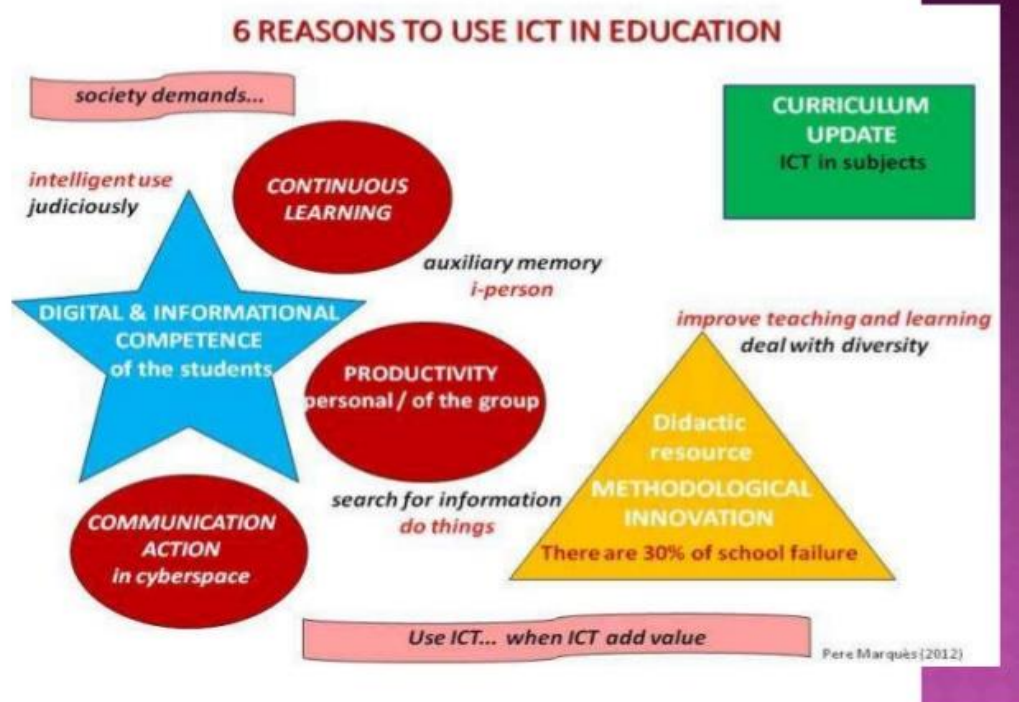 6 REASONS TO USE ICT IN EDUCATION
society demands...
CURRICULUM
UPDATE
ICT in subjects
intelligent use
judiciously
CONTINUOUS
LEARNING
auxiliary memory
i-person
DIGITAL & INFORMATIONAL
COMPETENCE
of the students
improve teaching and learning
deal with diversity
PRODUCTIVITY
personal / of the group
Didactic
resource
METHODOLOGICAL
INNOVATION
There are 30% of school failure
search for information
do things
COMMUNICATION
ACTION
in cyberspace
Use ICT... when ICT add value
Pere Marquès (2012)